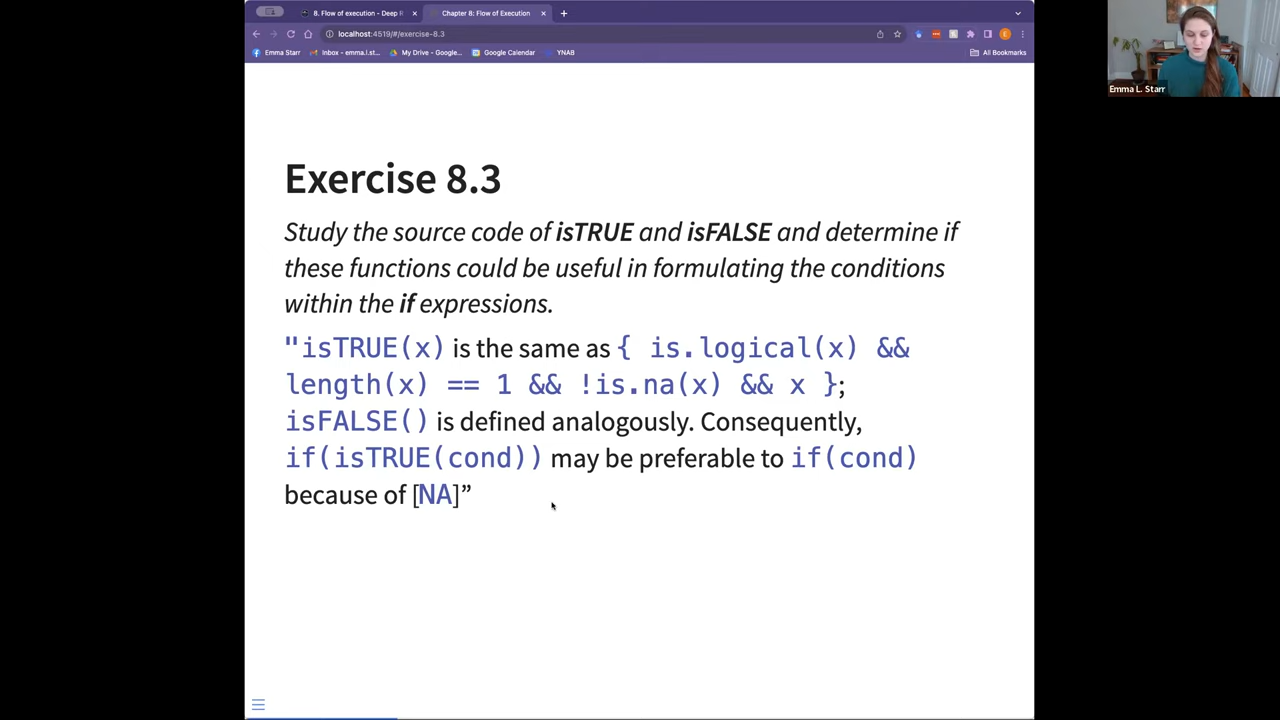 8. Flow of execution - Deep R
Chapter 8: Flow of Execution
localhost:4519/#/exercise-8.3
Emma Starr
Inbox - emma.l.st...
My Drive - Google...
Google Calendar
YNAB
All Bookmarks
Emma L. Starr
Exercise 8.3
Study the source code of isTRUE and isFALSE and determine if
these functions could be useful in formulating the conditions
within the if expressions.
"isTRUE(x) is the same as { is.logical(x) &&
length(x) == 1 && !is.na(x) && x };
isFALSE() is defined analogously. Consequently,
if(isTRUE(cond)) may be preferable to if(cond)
because of [NA]”